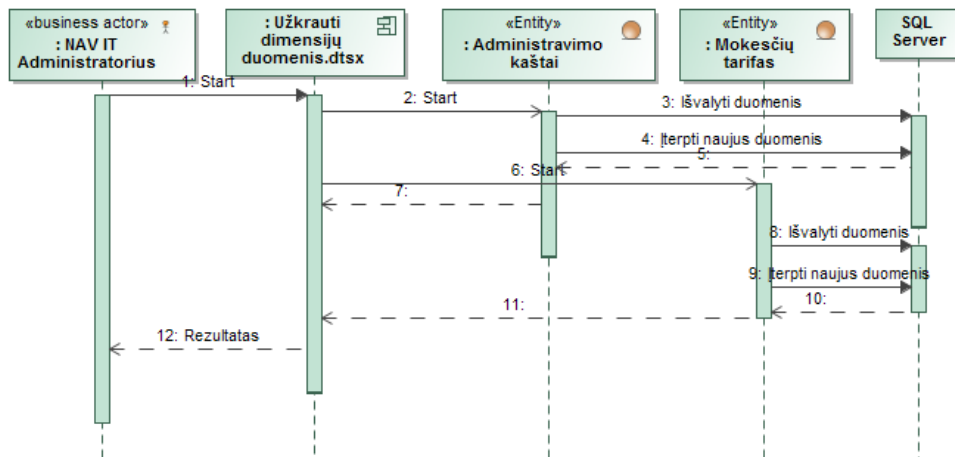 «business actor»
: NAV IT
Administratorius
: Užkrauti
dimensijų
duomenis.dtsx
«Entity»
: Administravimo
kaštai
«Entity»
: Mokesčių
tarifas
SQL
Server
1: Start
2: Start
3: Išvalyti duomenis
4: Įterpti naujus duomenis
5:
6: Start
7:
8: Išvalyti duomenis
9: Įterpti naujus duomenis
10:
11:
12: Rezultatas